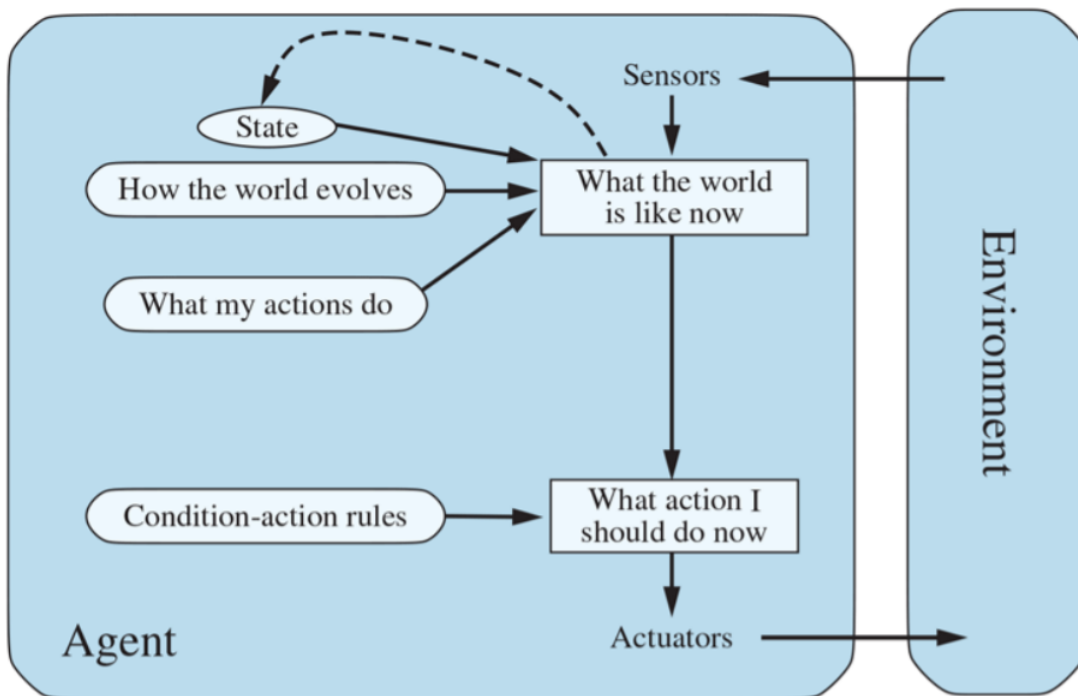 Sensors
State
How the world evolves
What the world
is like now
What my actions do
Environment
Condition-action rules
What action I
should do now
Agent
Actuators